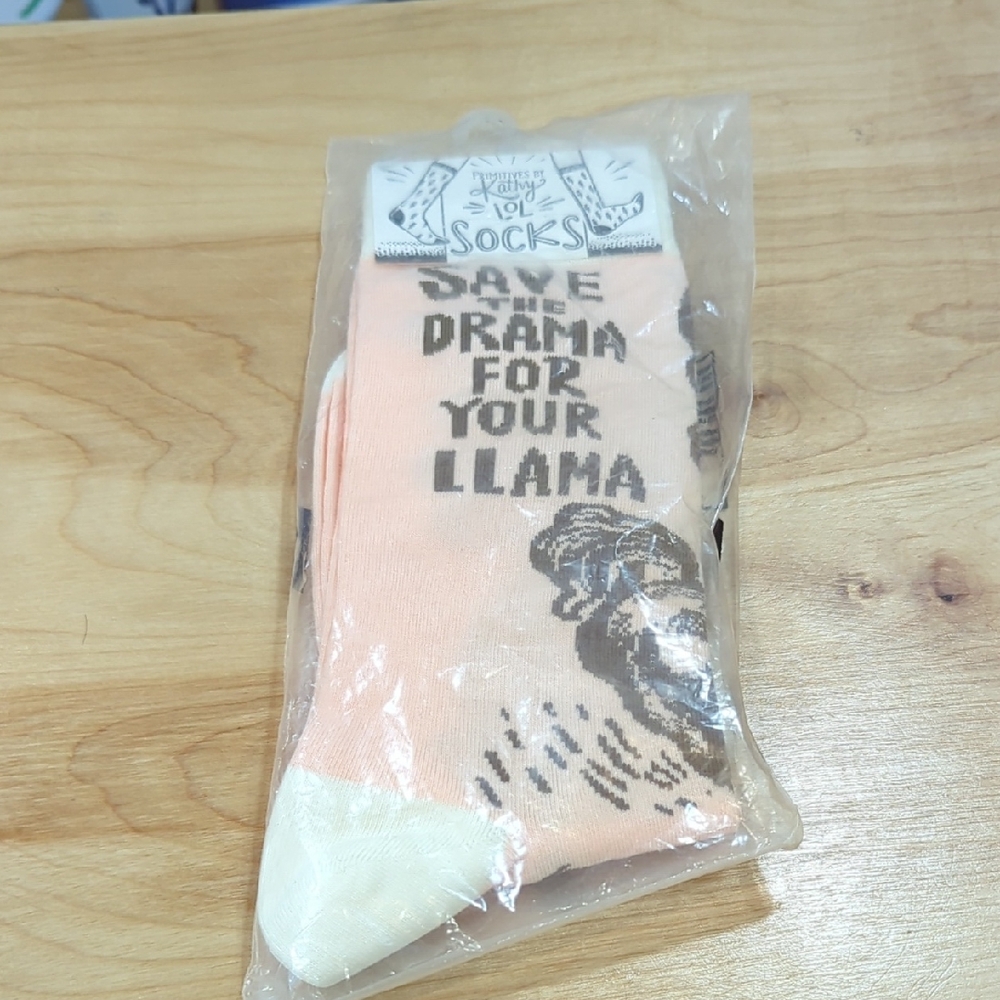 PRIMITIVES BY
Kathy
LOL
SOCKS
SAVE
THE
DRAMA
FOR
YOUR
LLAMA